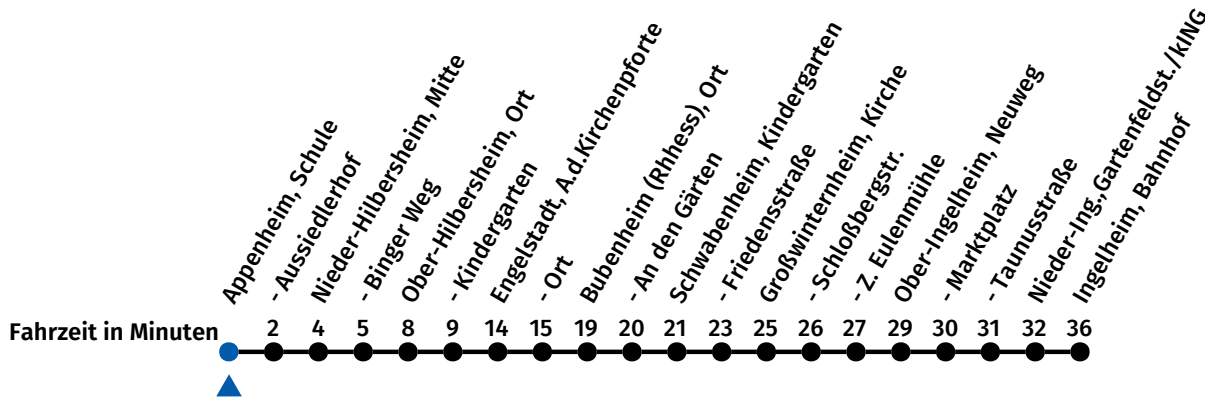 Appenheim, Schule
- Aussiedlerhof
Nieder-Hilbersheim, Mitte
- Binger Weg
Ober-Hilbersheim, Ort
- Kindergarten
Engelstadt, A.d.Kirchenpforte
- Ort
Bubenheim (Rhhess), Ort
- An den Gärten
Schwabenheim, Kindergarten
- Friedensstraße
Großwinternheim, Kirche
- Schloßbergstr.
- Z. Eulenmühle
Ober-Ingelheim, Neuweg
- Marktplatz
- Taunusstraße
Nieder-Ing.,Gartenfeldst./kING
Ingelheim, Bahnhof
Fahrzeit in Minuten 2 4 5 8 9 14 15 19 20 21 23 25 26 27 29 30 31 32 36